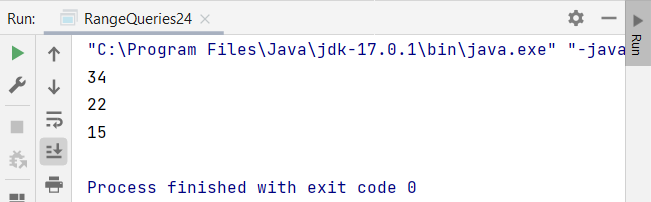 Run: RangeQueries24
"C:\Program Files\Java\jdk-17.0.1\bin\java.exe" "-java
34
22
15
Process finished with exit code 0
Run